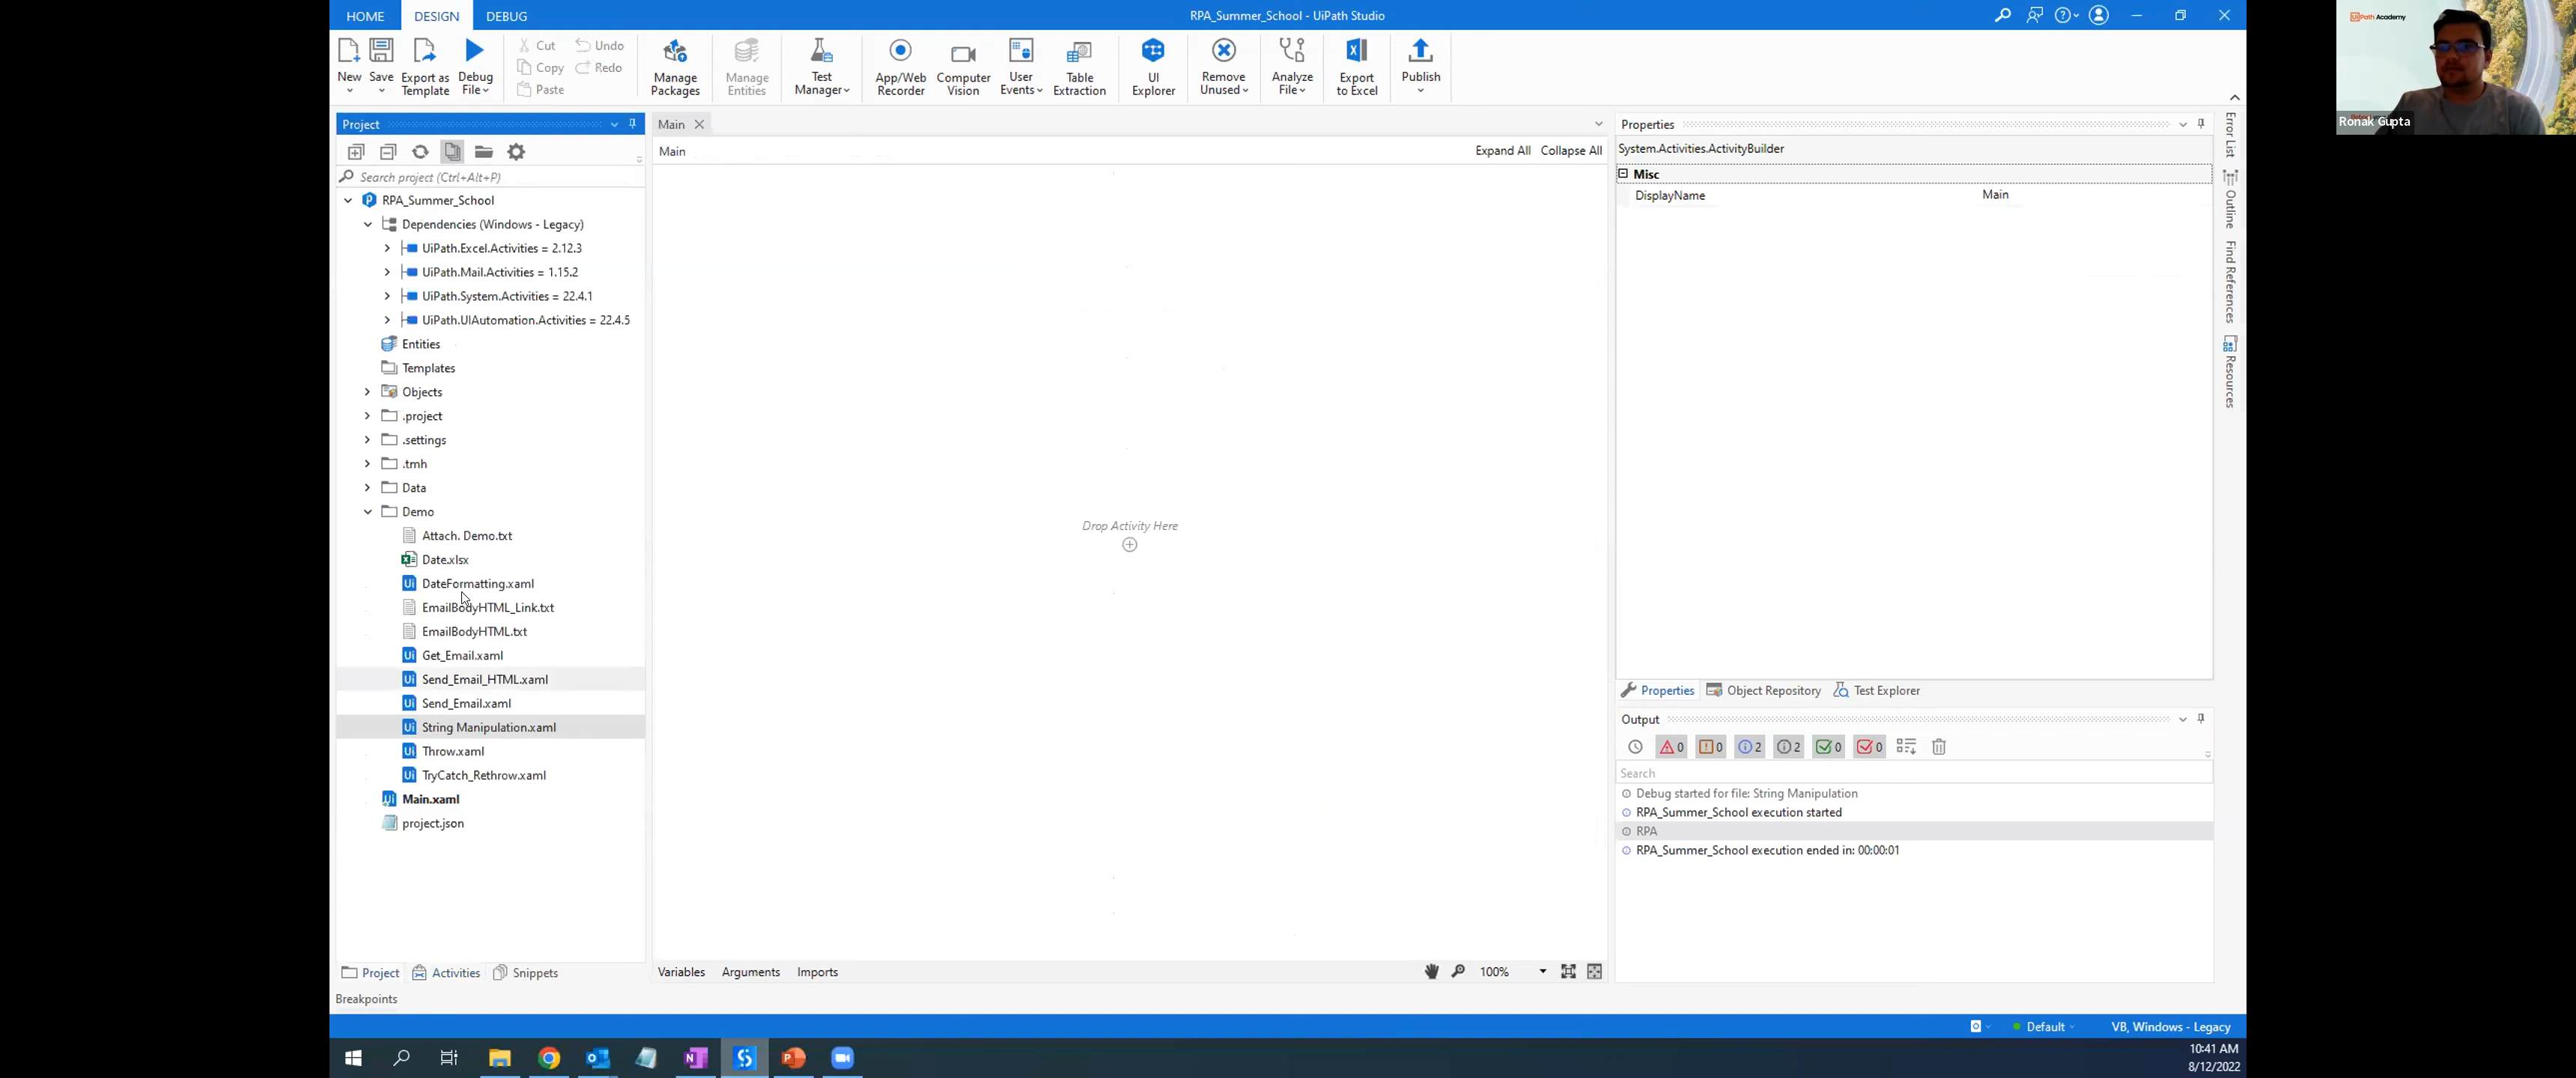 HOME
DESIGN
DEBUG
RPA_Summer_School - UiPath Studio
New
Save
Export as
Template
Debug
File
Cut
Copy
Paste
Undo
Redo
Manage
Packages
Manage
Entities
Test
Manager
App/Web
Recorder
Computer
Vision
User
Events
Table
Extraction
UI
Explorer
Remove
Unused
Analyze
File
Export
to Excel
Publish
Project
Search project (Ctrl+Alt+P)
RPA_Summer_School
Dependencies (Windows - Legacy)
UiPath.Excel.Activities = 2.12.3
UiPath.Mail.Activities = 1.15.2
UiPath.System.Activities = 22.4.1
UiPath.UIAutomation.Activities = 22.4.5
Entities
Templates
Objects
.project
.settings
.tmh
Data
Demo
Attach. Demo.txt
Date.xlsx
DateFormatting.xaml
EmailBodyHTML_Link.txt
EmailBodyHTML.txt
Get_Email.xaml
Send_Email_HTML.xaml
Send_Email.xaml
String Manipulation.xaml
Throw.xaml
TryCatch_Rethrow.xaml
Main.xaml
project.json
Project
Activities
Snippets
Breakpoints
Main
Main
Expand All
Collapse All
Drop Activity Here
Variables
Arguments
Imports
100%
Properties
System.Activities.ActivityBuilder
Misc
DisplayName
Main
Properties
Object Repository
Test Explorer
Output
0
0
2
2
0
0
Search
Debug started for file: String Manipulation
RPA_Summer_School execution started
RPA
RPA_Summer_School execution ended in: 00:00:01
Error List
Outline
Find References
Resources
Default
VB, Windows - Legacy
10:41 AM
8/12/2022
UiPath Academy
Ronak Gupta